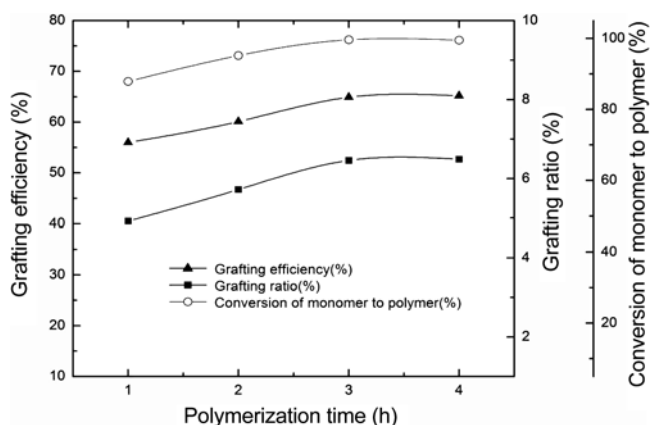 80
70
60
50
40
30
20
10
Grafting efficiency (%)
10
8
6
4
2
Grafting ratio (%)
100
80
60
40
20
Conversion of monomer to polymer (%)
Grafting efficiency(%)
Grafting ratio(%)
Conversion of monomer to polymer(%)
1 2 3 4
Polymerization time (h)